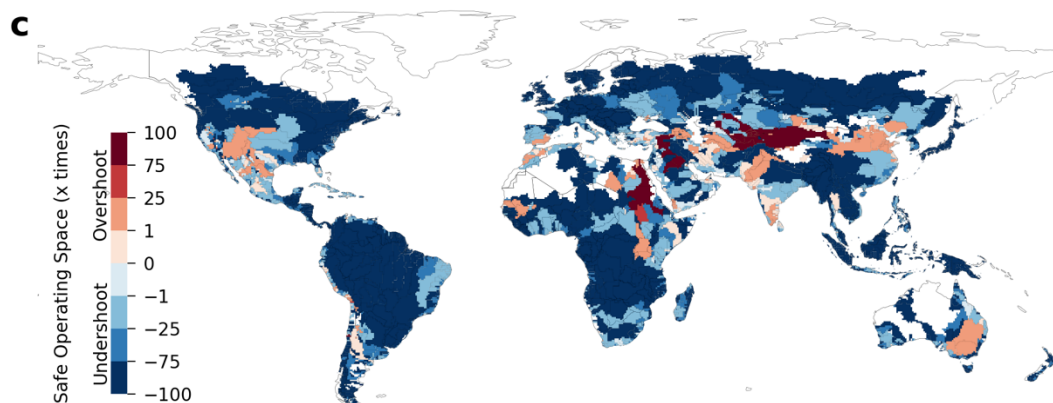 c
Safe Operating Space (x times)
Overshoot
Undershoot
100
75
25
1
0
−1
−25
−75
−100